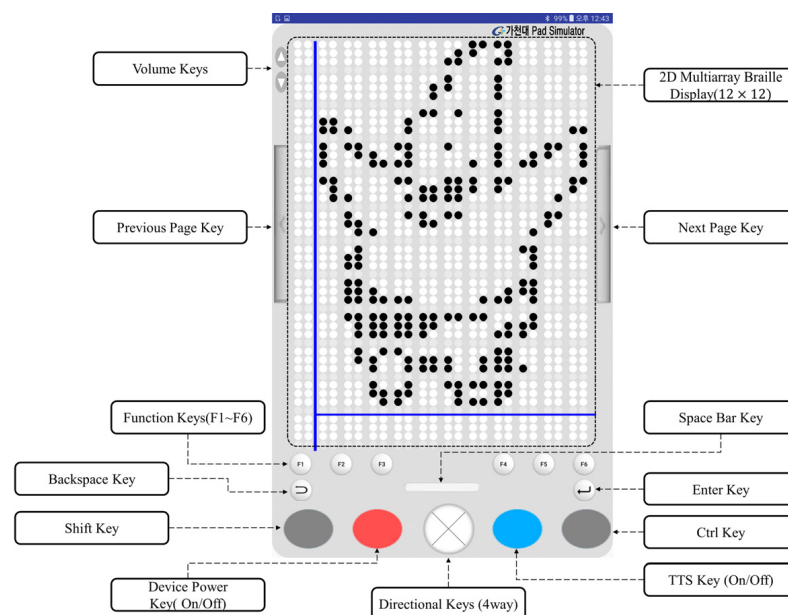 99% 오후 12:43
가천대 Pad Simulator
Volume Keys
2D Multiarray Braille
Display(12 × 12)
Previous Page Key
Next Page Key
Function Keys(F1~F6)
Space Bar Key
F1 F2 F3 F4 F5 F6
Backspace Key
Enter Key
Shift Key
Ctrl Key
Device Power
Key( On/Off)
Directional Keys (4way)
TTS Key (On/Off)